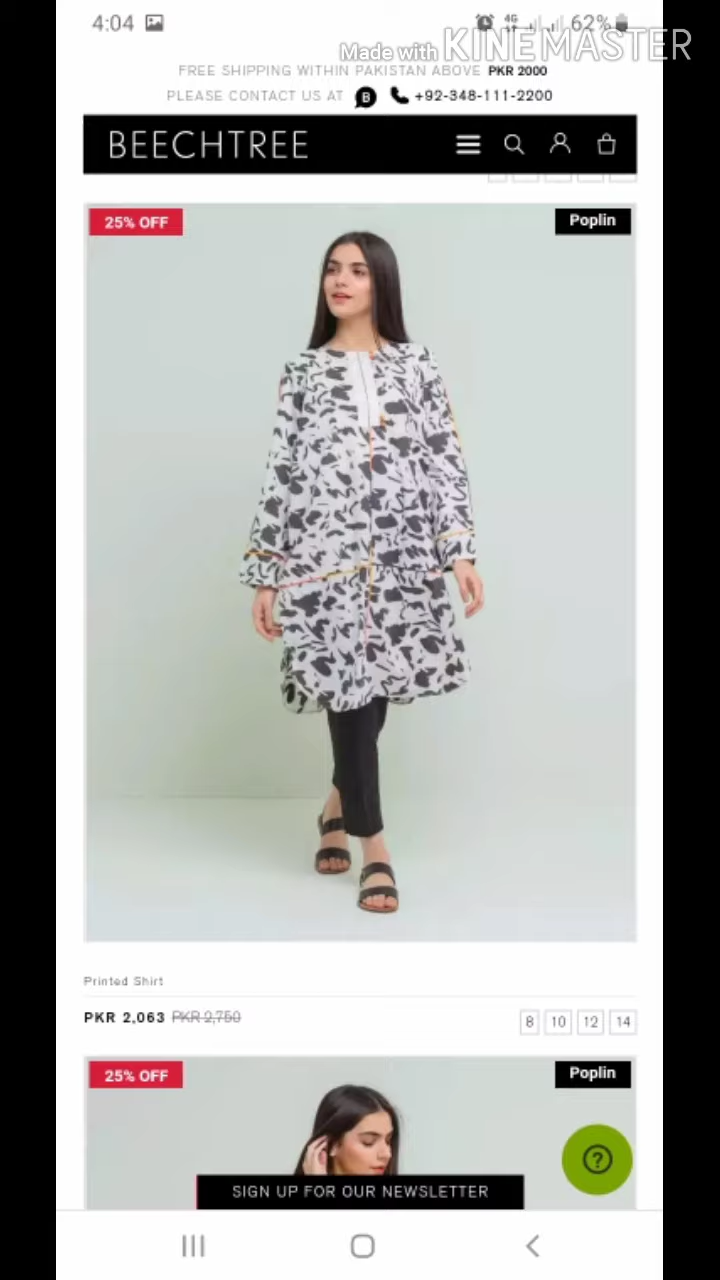 4:04 4G 62%
Made with KINEMASTER
FREE SHIPPING WITHIN PAKISTAN ABOVE PKR 2000
PLEASE CONTACT US AT B +92-348-111-2200
BEECHTREE
25% OFF Poplin
Printed Shirt
PKR 2,063 PKR 2,750 8 10 12 14
25% OFF Poplin
?
SIGN UP FOR OUR NEWSLETTER